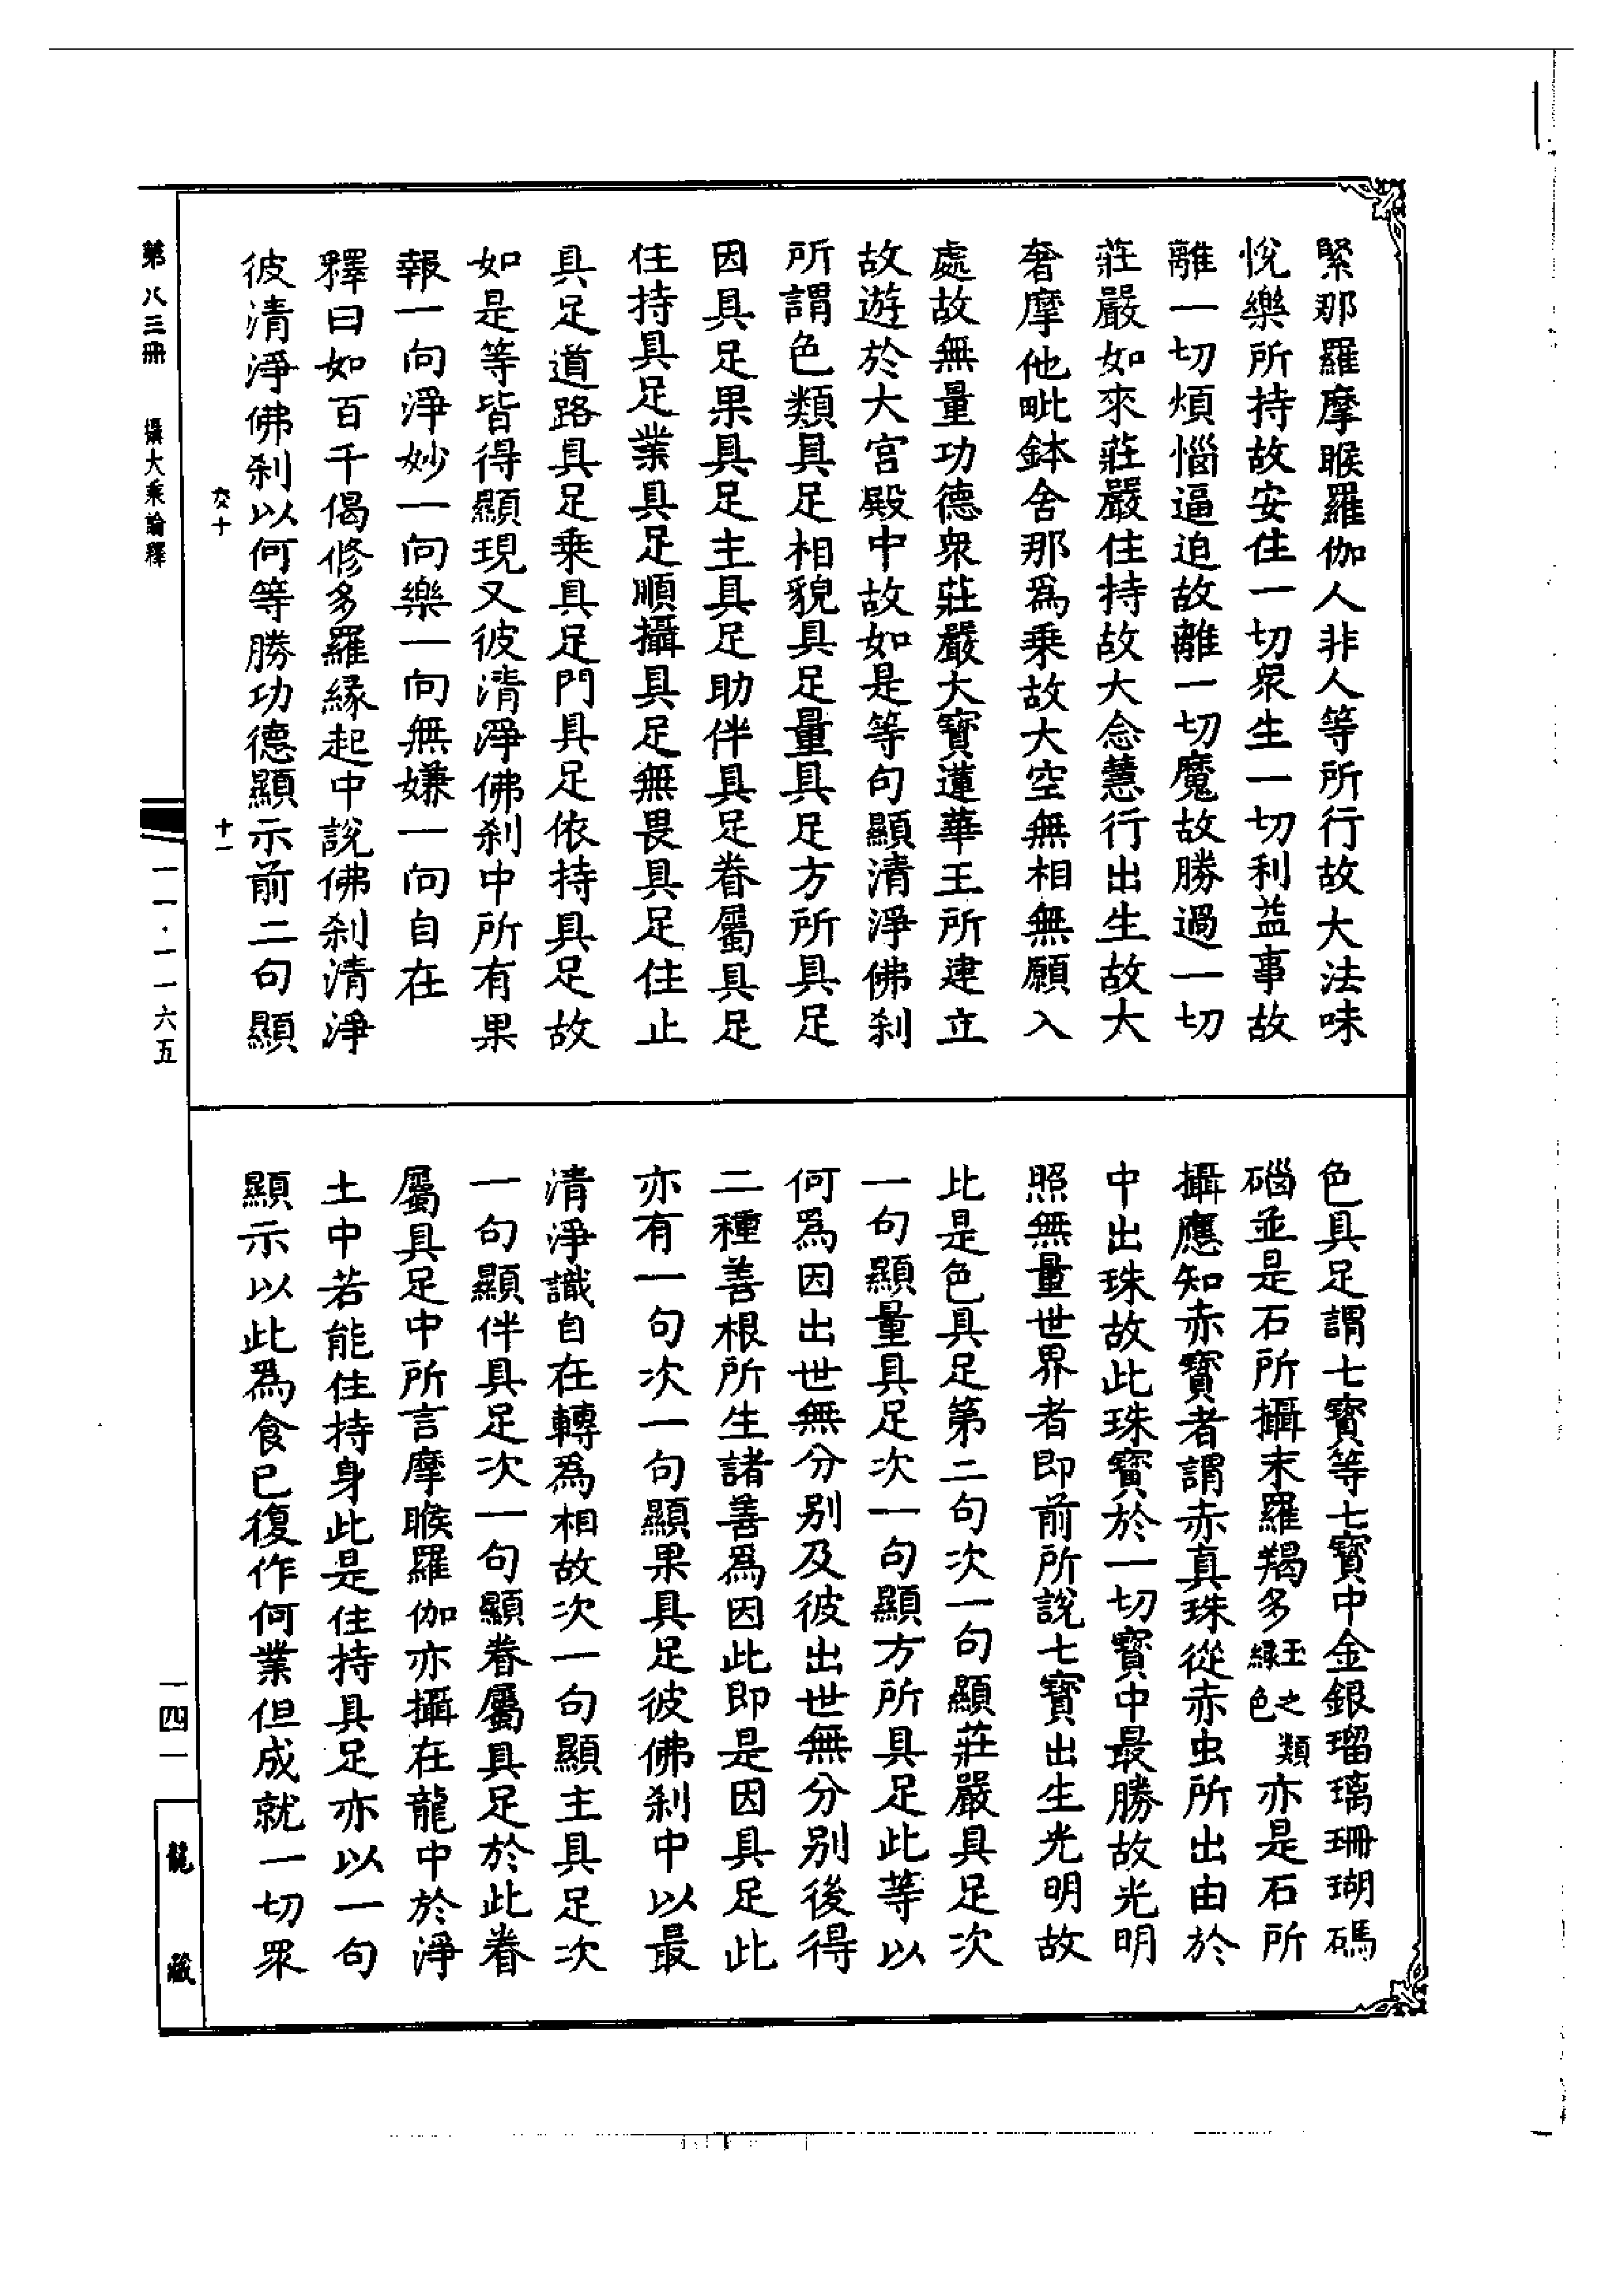 緊那羅摩睺羅伽人非人等所行故大法味
悅樂所持故安住一切衆生一切利益事故
離一切煩惱逼迫故離一切魔故勝過一切
莊嚴如來莊嚴住持故大念慧行出生故大
奢摩他毗鉢舍那爲乘故大空無相無願入
處故無量功德衆莊嚴大寶蓮華王所建立
故遊於大宮殿中故如是等句顯清淨佛刹
所謂色類具足相貌具足量具足方所具足
因具足果具足主具足助伴具足眷屬具足
住持具足業具足順攝具足無畏具足住止
具足道路具足乘具足門具足依持具足故
如是等皆得顯現又彼清淨佛刹中所有果
報一向淨妙一向樂一向無嫌一向自在
釋曰如百千偈修多羅緣起中說佛刹清淨
彼清淨佛刹以何等勝功德顯示前二句顯
色具足謂七寶等七寶中金銀瑠璃珊瑚碼
碯並是石所攝末羅羯多玉之類緑色亦是石所
攝應知赤寶者謂赤真珠從赤虫所出由於
中出珠故此珠寶於一切寶中最勝故光明
照無量世界者即前所說七寶出生光明故
此是色具足第二句次一句顯莊嚴具足次
一句顯量具足次一句顯方所具足此等以
何爲因出世無分别及彼出世無分别後得
二種善根所生諸善爲因此即是因具足此
亦有一句次一句顯果具足彼佛刹中以最
清淨識自在轉爲相故次一句顯主具足次
一句顯伴具足次一句顯眷屬具足於此眷
屬具足中所言摩睺羅伽亦攝在龍中於淨
土中若能住持身此是住持具足亦以一句
顯示以此爲食已復作何業但成就一切眾
第八三冊 攝大乘論釋
十一
一一·一一六五
一四一
龍藏